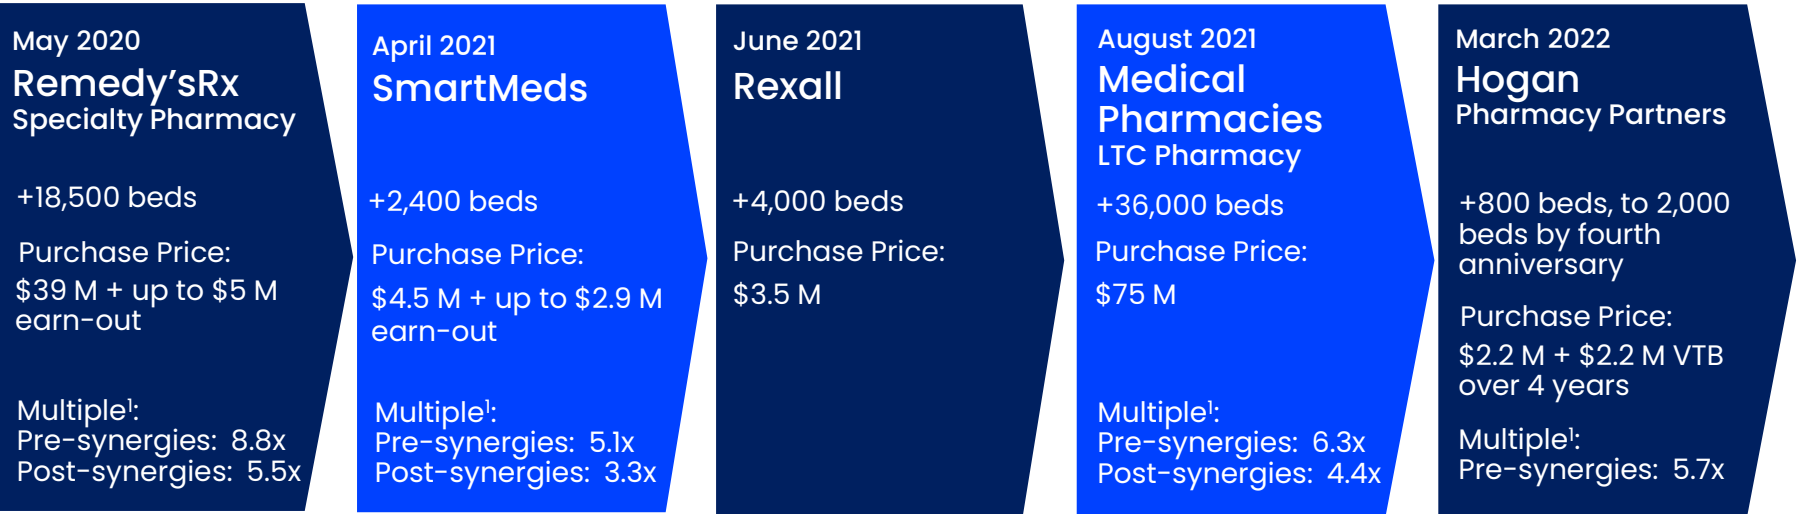 May 2020
Remedy’sRx
Specialty Pharmacy
+18,500 beds
Purchase Price:
$39 M + up to $5 M
earn-out
Multiple¹:
Pre-synergies: 8.8x
Post-synergies: 5.5x
April 2021
SmartMeds
+2,400 beds
Purchase Price:
$4.5 M + up to $2.9 M
earn-out
Multiple¹:
Pre-synergies: 5.1x
Post-synergies: 3.3x
June 2021
Rexall
+4,000 beds
Purchase Price:
$3.5 M
August 2021
Medical
Pharmacies
LTC Pharmacy
+36,000 beds
Purchase Price:
$75 M
Multiple¹:
Pre-synergies: 6.3x
Post-synergies: 4.4x
March 2022
Hogan
Pharmacy Partners
+800 beds, to 2,000
beds by fourth
anniversary
Purchase Price:
$2.2 M + $2.2 M VTB
over 4 years
Multiple¹:
Pre-synergies: 5.7x